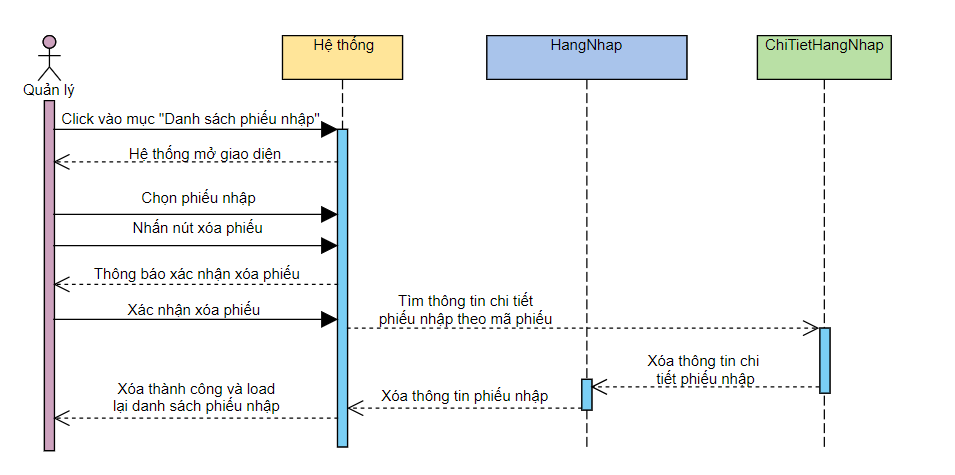 Hệ thống
HangNhap
ChiTietHangNhap
Quản lý
Click vào mục "Danh sách phiếu nhập"
Hệ thống mở giao diện
Chọn phiếu nhập
Nhấn nút xóa phiếu
Thông báo xác nhận xóa phiếu
Xác nhận xóa phiếu
Tìm thông tin chi tiết
phiếu nhập theo mã phiếu
Xóa thông tin chi
tiết phiếu nhập
Xóa thông tin phiếu nhập
Xóa thành công và load
lại danh sách phiếu nhập